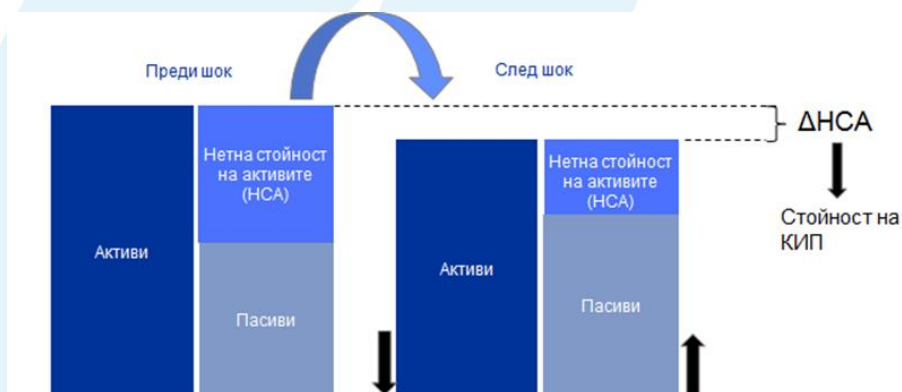 Преди шок
След шок
ΔНСА
Нетна стойност
на активите
(НСА)
Нетна стойност
на активите
(НСА)
Стойност на
КИП
Активи
Активи
Пасиви
Пасиви